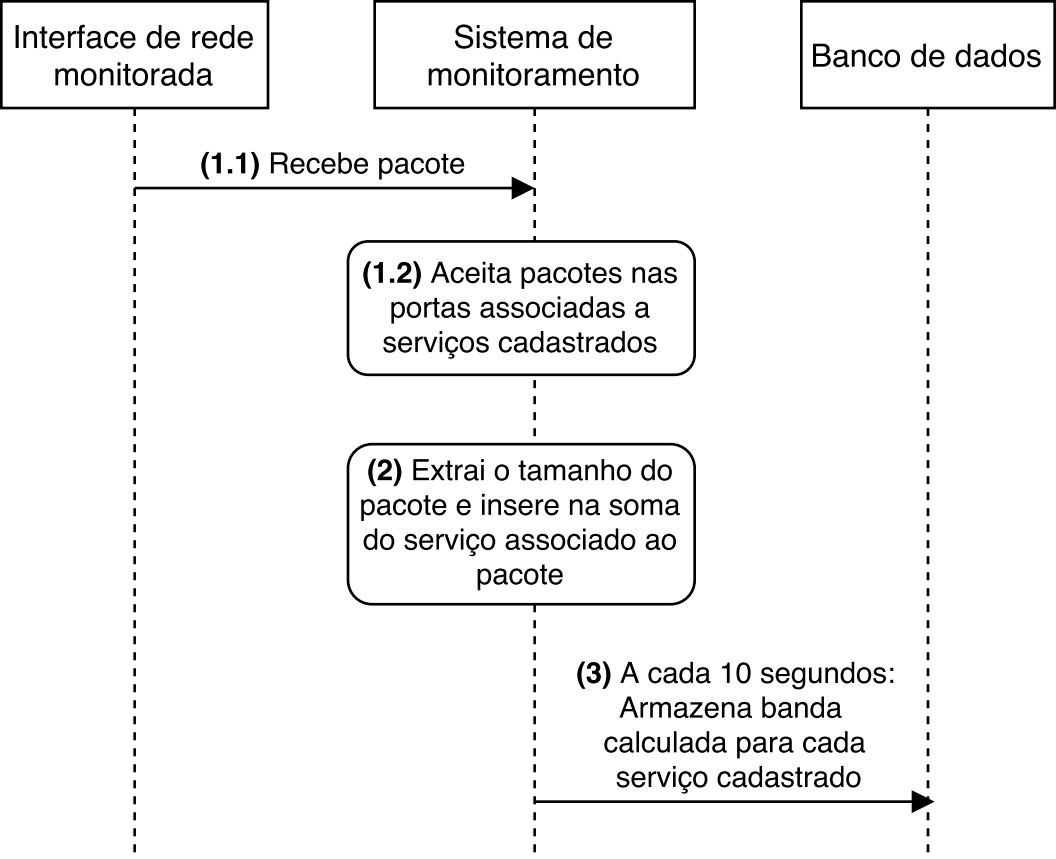 Interface de rede
monitorada
Sistema de
monitoramento
Banco de dados
(1.1) Recebe pacote
(1.2) Aceita pacotes nas
portas associadas a
serviços cadastrados
(2) Extrai o tamanho do
pacote e insere na soma
do serviço associado ao
pacote
(3) A cada 10 segundos:
Armazena banda
calculada para cada
serviço cadastrado